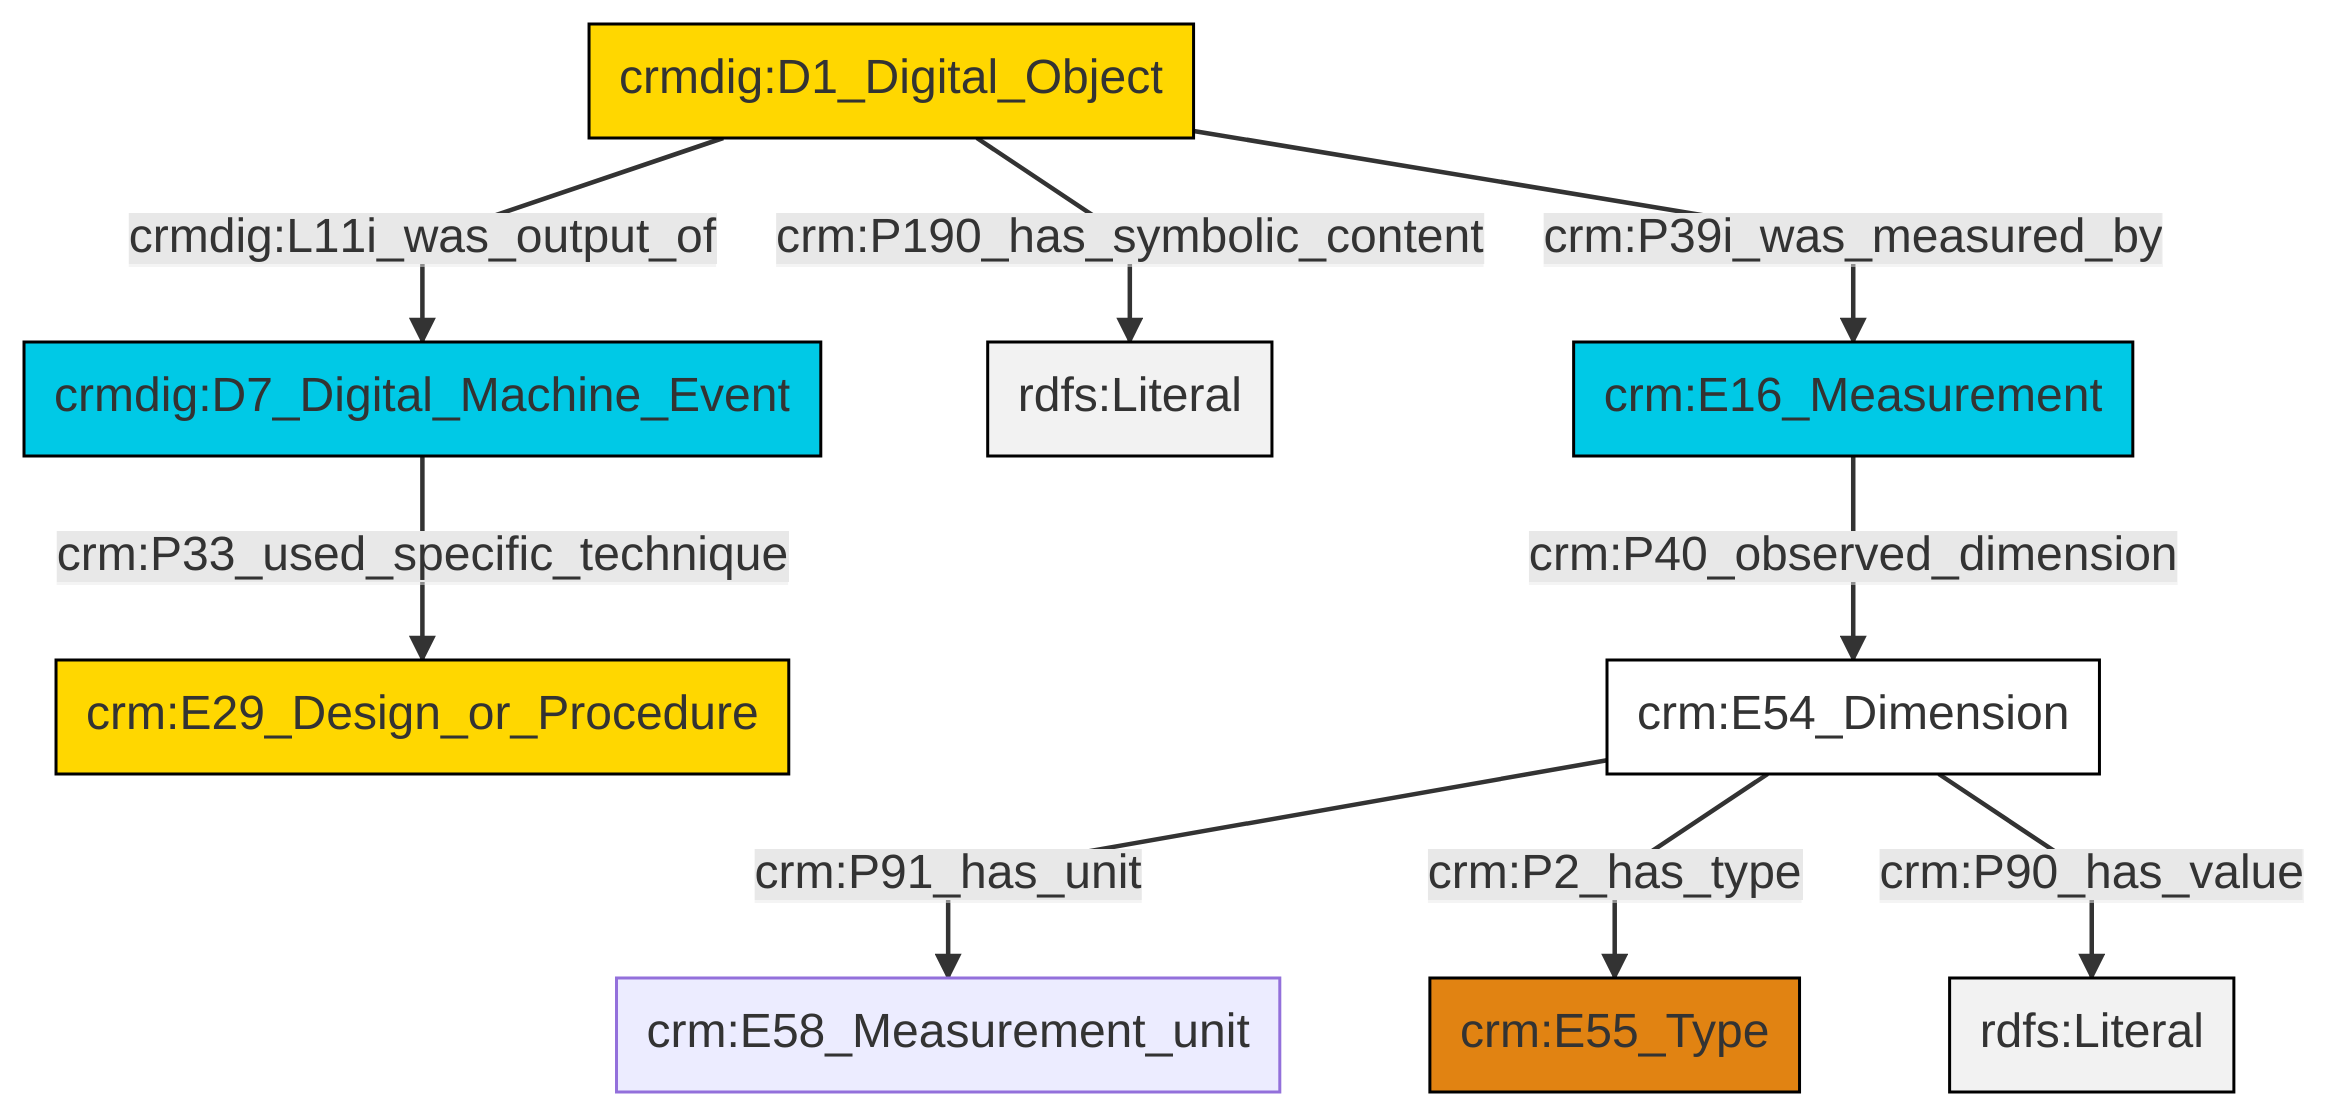 crmdig:D1_Digital_Object
crmdig:L11i_was_output_of
crm:P190_has_symbolic_content
crm:P39i_was_measured_by
crmdig:D7_Digital_Machine_Event
rdfs:Literal
crm:E16_Measurement
crm:P33_used_specific_technique
crm:P40_observed_dimension
crm:E29_Design_or_Procedure
crm:E54_Dimension
crm:P91_has_unit
crm:P2_has_type
crm:P90_has_value
crm:E58_Measurement_unit
crm:E55_Type
rdfs:Literal